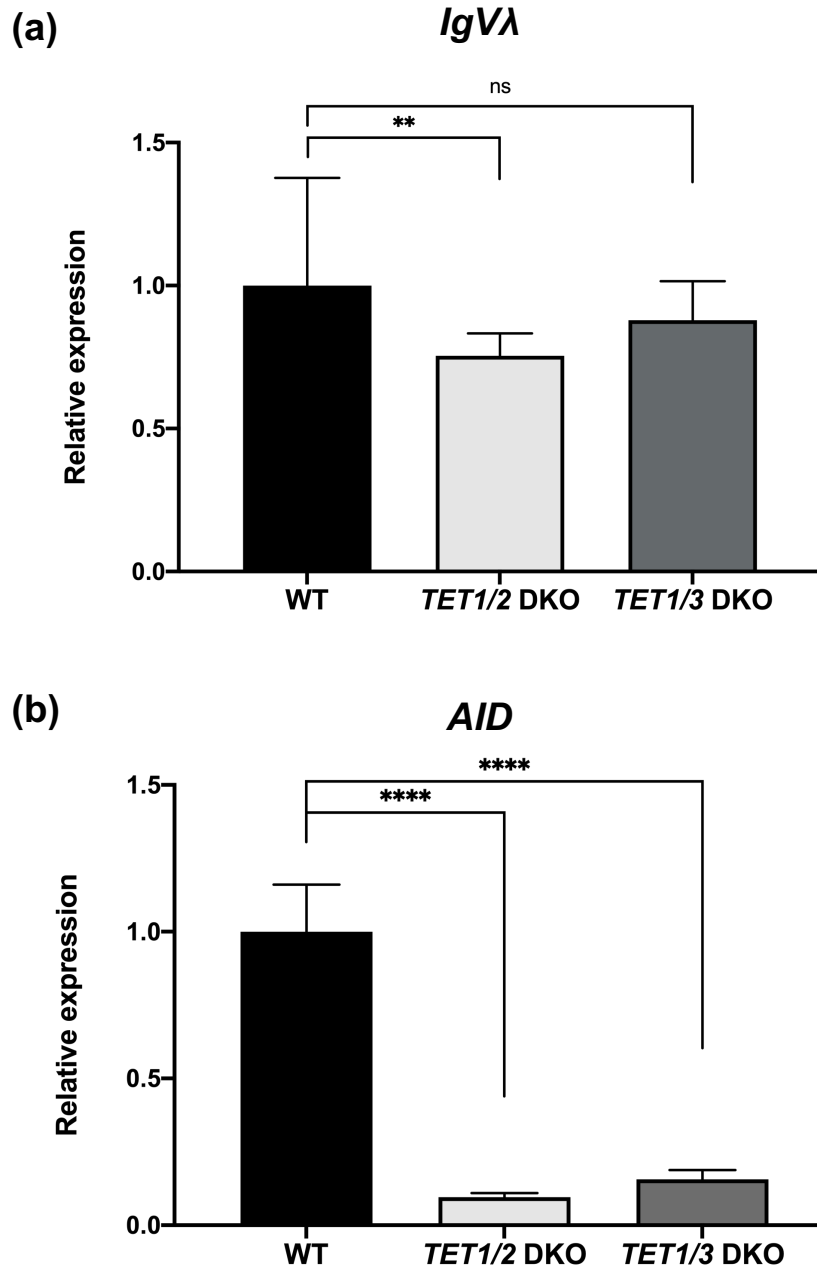 (a)
IgVλ
ns
**
Relative expression
1.5
1.0
0.5
0.0
WT TET1/2 DKO TET1/3 DKO
(b)
AID
****
****
Relative expression
1.5
1.0
0.5
0.0
WT TET1/2 DKO TET1/3 DKO